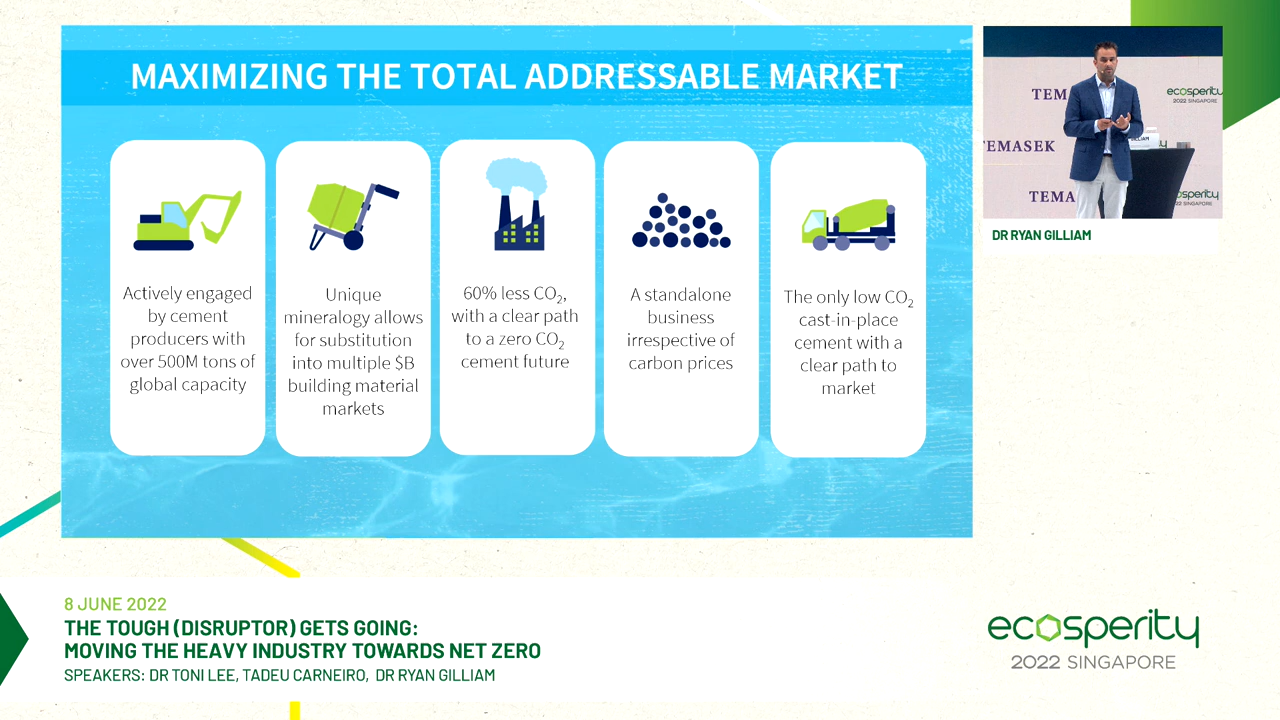 MAXIMIZING THE TOTAL ADDRESSABLE MARKET
Actively engaged
by cement
producers with
over 500M tons of
global capacity
Unique
mineralogy allows
for substitution
into multiple $B
building material
markets
60% less CO₂,
with a clear path
to a zero CO₂
cement future
A standalone
business
irrespective of
carbon prices
The only low CO₂
cast-in-place
cement with a
clear path to
market
TEM
ecosperity
2022 SINGAPORE
LLIAM
TEMASEK
TEMA
osperity
2022 SINGAPORE
DR RYAN GILLIAM
8 JUNE 2022
THE TOUGH (DISRUPTOR) GETS GOING:
MOVING THE HEAVY INDUSTRY TOWARDS NET ZERO
SPEAKERS: DR TONI LEE, TADEU CARNEIRO, DR RYAN GILLIAM
ecosperity
2022 SINGAPORE